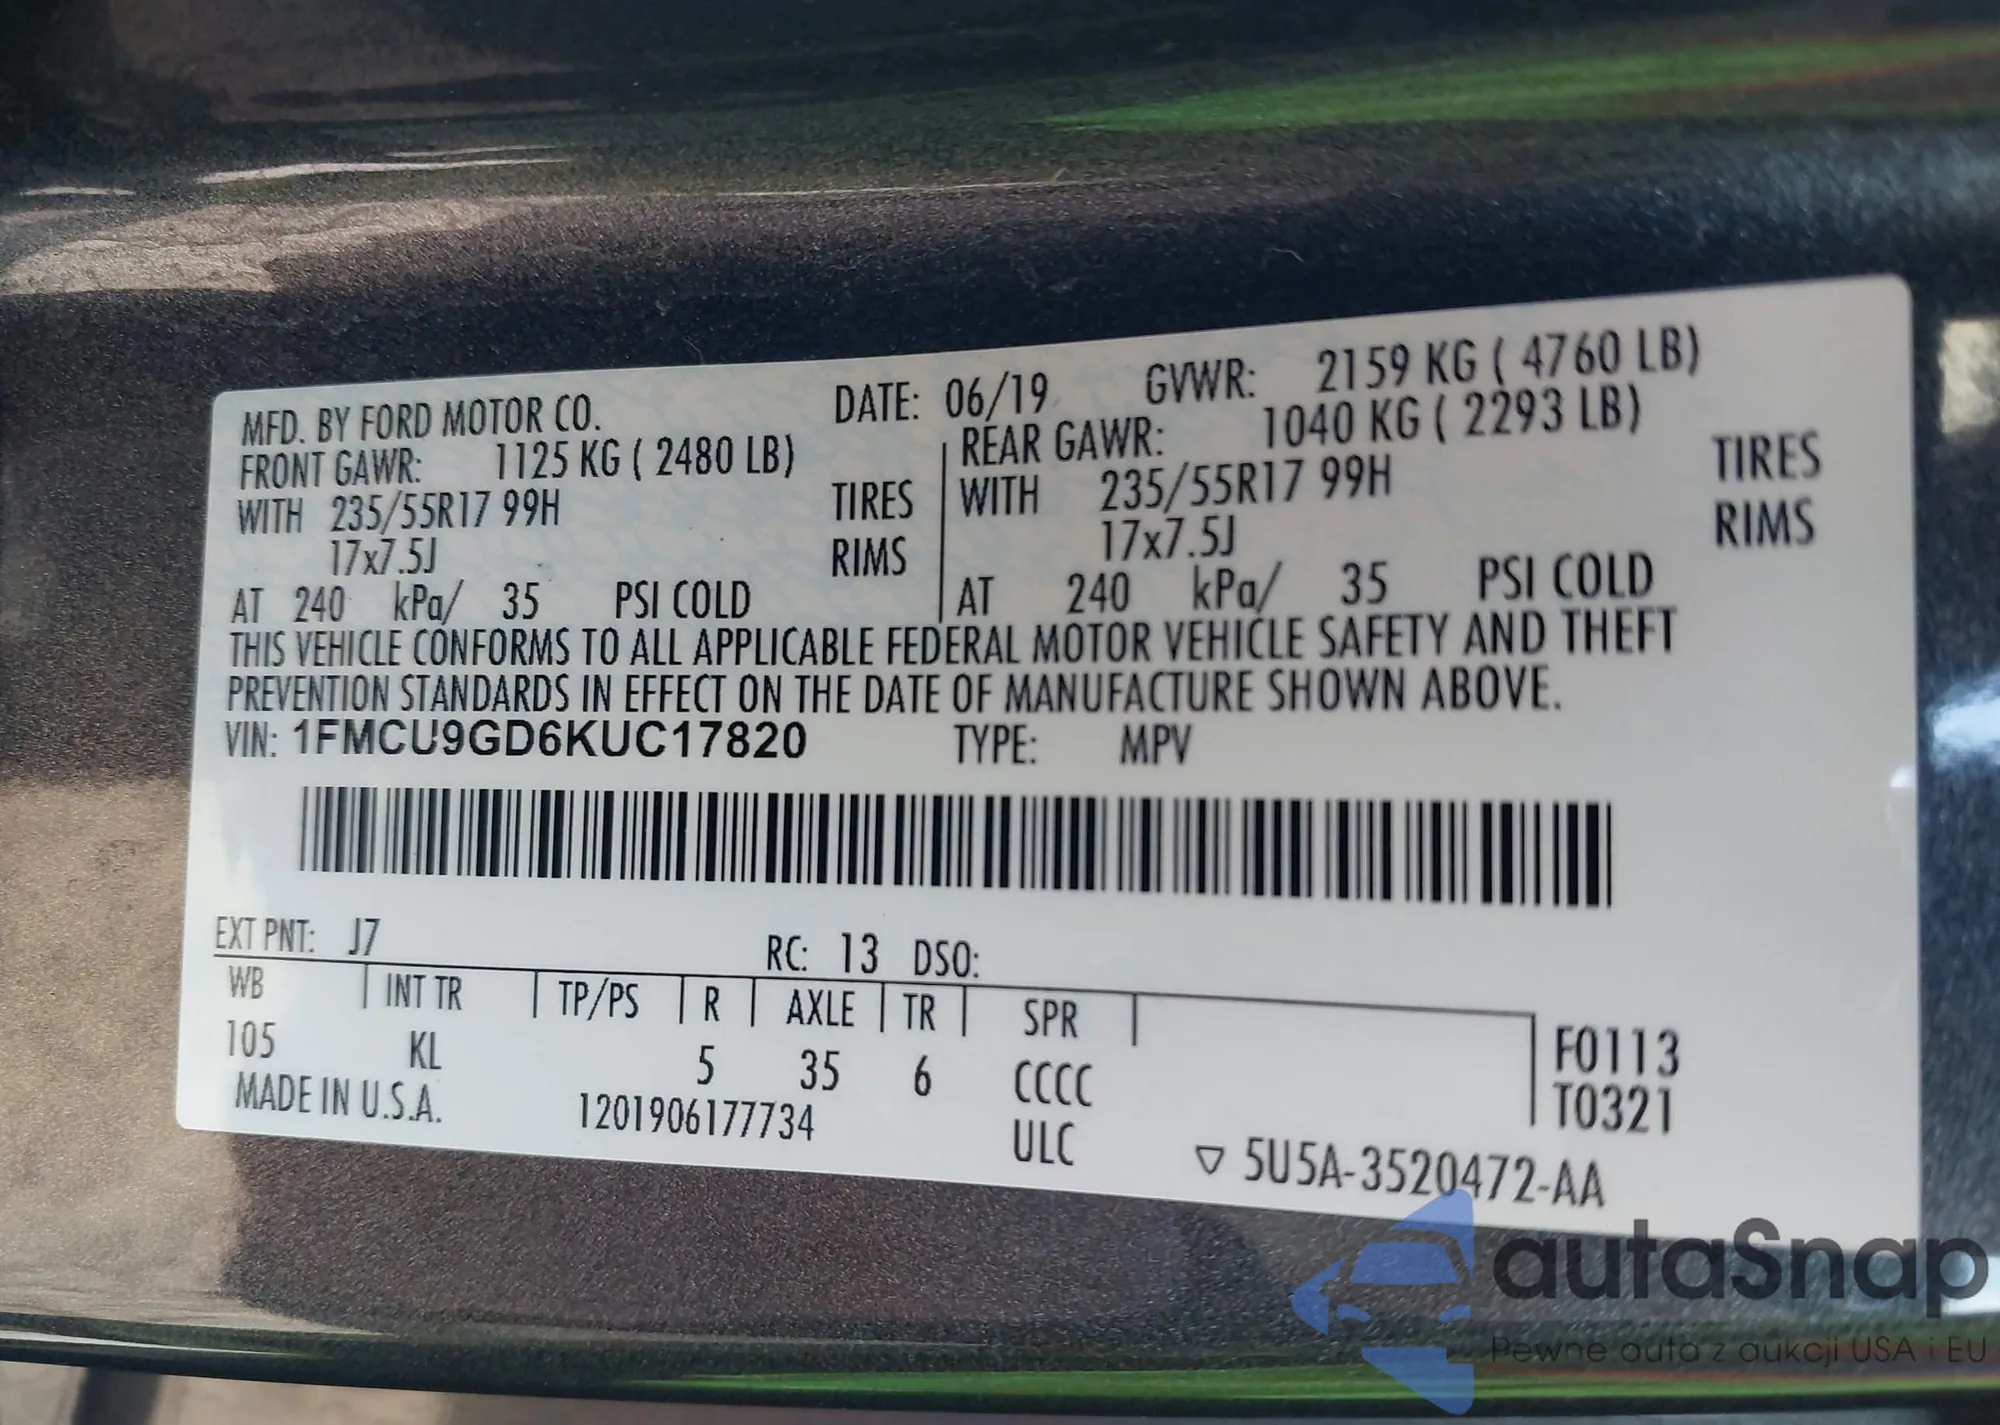 MFD. BY FORD MOTOR CO. DATE: 06/19 GVWR: 2159 KG ( 4760 LB)
FRONT GAWR: 1125 KG ( 2480 LB) REAR GAWR: 1040 KG ( 2293 LB)
WITH 235/55R17 99H TIRES WITH 235/55R17 99H TIRES
17x7.5J RIMS 17x7.5J RIMS
AT 240 kPa/ 35 PSI COLD AT 240 kPa/ 35 PSI COLD
THIS VEHICLE CONFORMS TO ALL APPLICABLE FEDERAL MOTOR VEHICLE SAFETY AND THEFT
PREVENTION STANDARDS IN EFFECT ON THE DATE OF MANUFACTURE SHOWN ABOVE.
VIN: 1FMCU9GD6KUC17820 TYPE: MPV
EXT PNT: J7 RC: 13 DSO:
WB INT TR TP/PS R AXLE TR SPR
105 KL 5 35 6 CCCC F0113
MADE IN U.S.A. 1201906177734 ULC T0321
▽ 5U5A-3520472-AA
autaSnap
Pewne auta z aukcji USA i EU